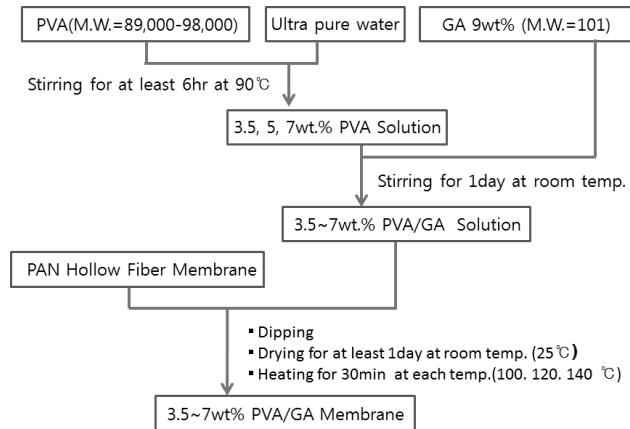 PVA(M.W.=89,000-98,000)
Ultra pure water
GA 9wt% (M.W.=101)
Stirring for at least 6hr at 90℃
3.5, 5, 7wt.% PVA Solution
Stirring for 1day at room temp.
3.5~7wt.% PVA/GA Solution
PAN Hollow Fiber Membrane
▪ Dipping
▪ Drying for at least 1day at room temp. (25℃)
▪ Heating for 30min at each temp.(100. 120. 140 ℃)
3.5~7wt% PVA/GA Membrane